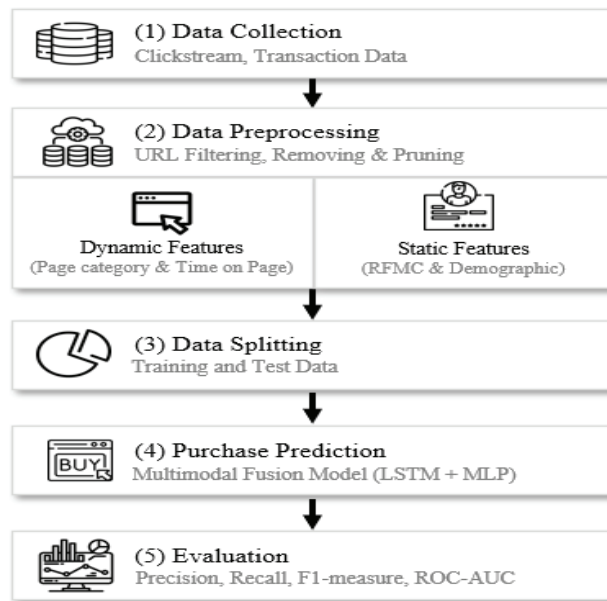 (1) Data Collection
Clickstream, Transaction Data
(2) Data Preprocessing
URL Filtering, Removing & Pruning
Dynamic Features
(Page category & Time on Page)
Static Features
(RFMC & Demographic)
(3) Data Splitting
Training and Test Data
(4) Purchase Prediction
BUY
Multimodal Fusion Model (LSTM + MLP)
(5) Evaluation
Precision, Recall, F1-measure, ROC-AUC